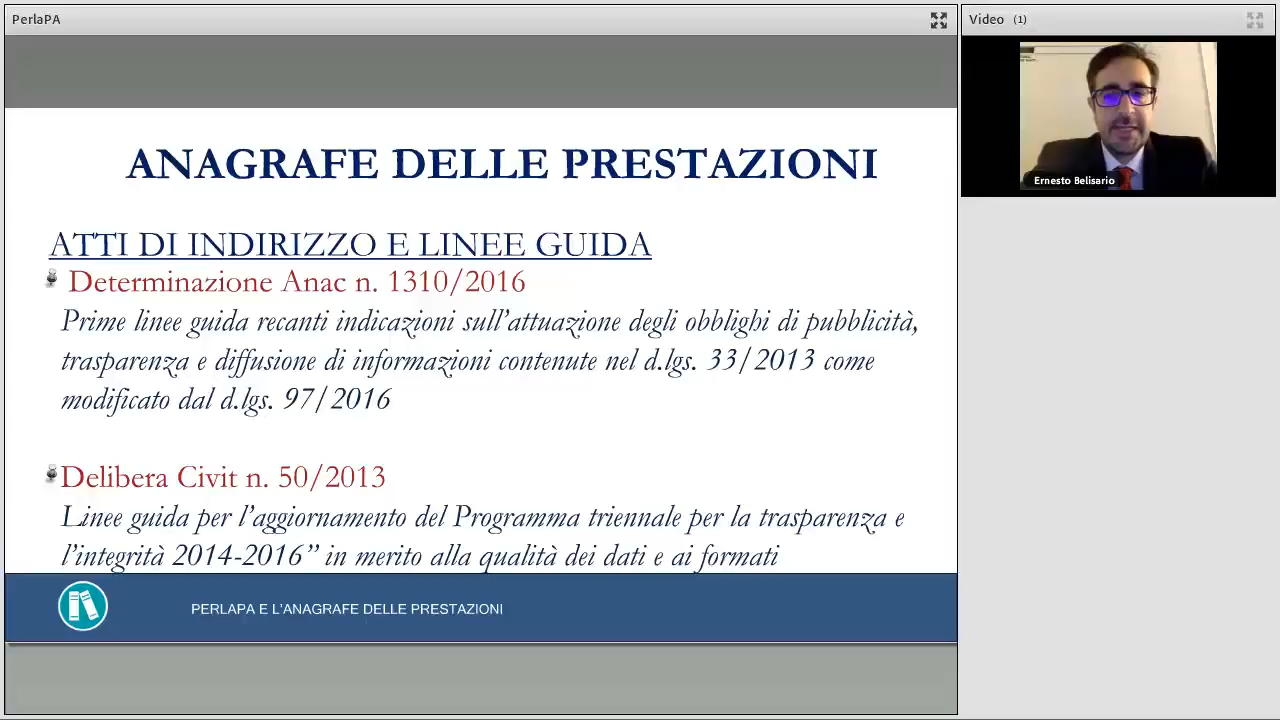 PerlaPA
Video (1)
Ernesto Belisario
ANAGRAFE DELLE PRESTAZIONI
ATTI DI INDIRIZZO E LINEE GUIDA
Determinazione Anac n. 1310/2016
Prime linee guida recanti indicazioni sull'attuazione degli obblighi di pubblicità,
trasparenza e diffusione di informazioni contenute nel d.lgs. 33/2013 come
modificato dal d.lgs. 97/2016
Delibera Civit n. 50/2013
Linee guida per l'aggiornamento del Programma triennale per la trasparenza e
l'integrità 2014-2016" in merito alla qualità dei dati e ai formati
PERLAPA E L'ANAGRAFE DELLE PRESTAZIONI